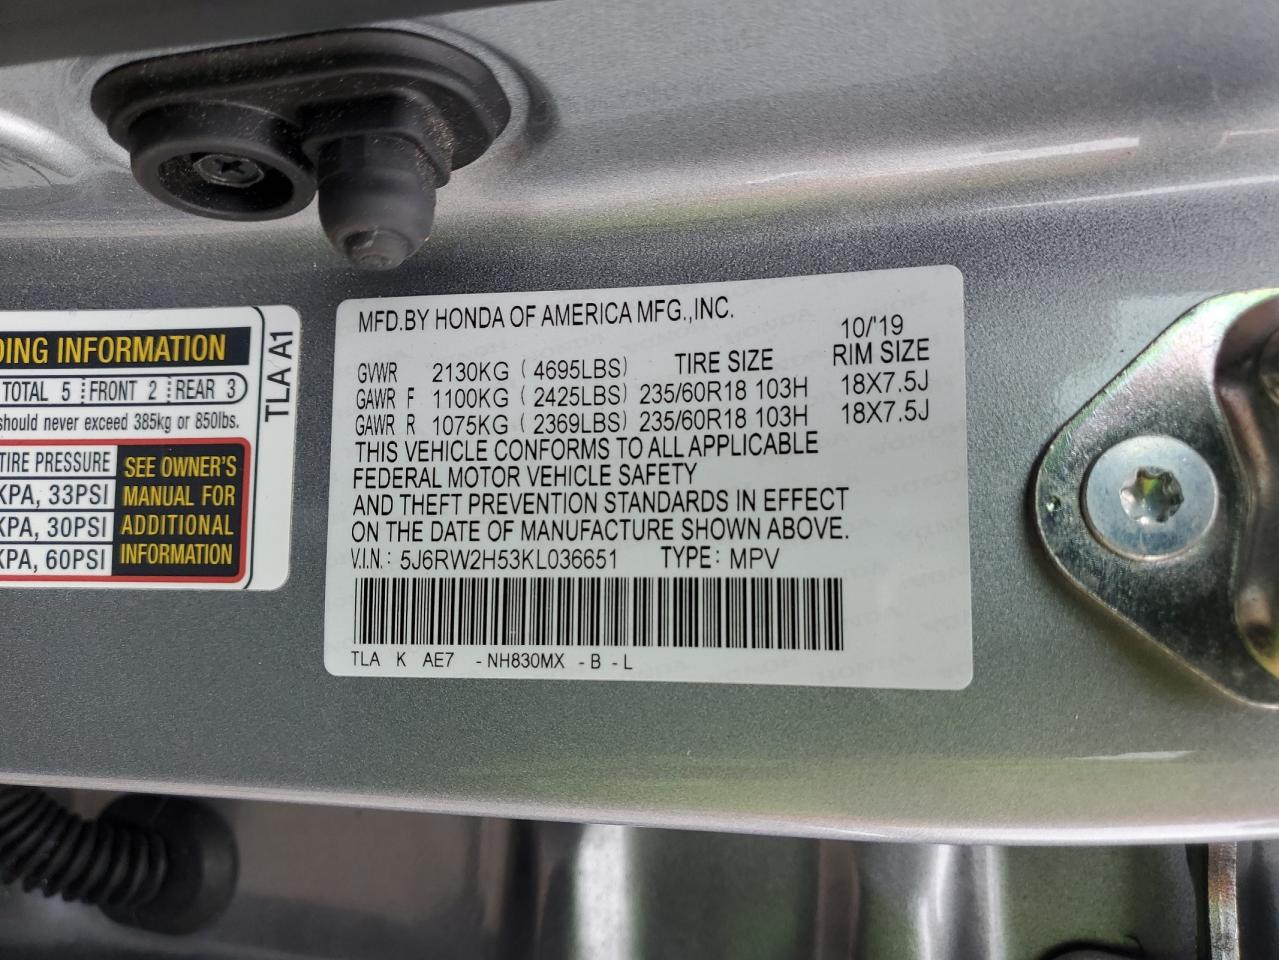 DING INFORMATION
TOTAL 5 FRONT 2 REAR 3
should never exceed 385kg or 850lbs.
TIRE PRESSURE
KPA, 33PSI
KPA, 30PSI
KPA, 60PSI
SEE OWNER'S
MANUAL FOR
ADDITIONAL
INFORMATION
TLA A1
MFD.BY HONDA OF AMERICA MFG.,INC.
10/'19
GVWR 2130KG ( 4695LBS) TIRE SIZE RIM SIZE
GAWR F 1100KG ( 2425LBS) 235/60R18 103H 18X7.5J
GAWR R 1075KG ( 2369LBS) 235/60R18 103H 18X7.5J
THIS VEHICLE CONFORMS TO ALL APPLICABLE
FEDERAL MOTOR VEHICLE SAFETY
AND THEFT PREVENTION STANDARDS IN EFFECT
ON THE DATE OF MANUFACTURE SHOWN ABOVE.
V.I.N.: 5J6RW2H53KL036651 TYPE: MPV
TLA K AE7 -NH830MX -B -L